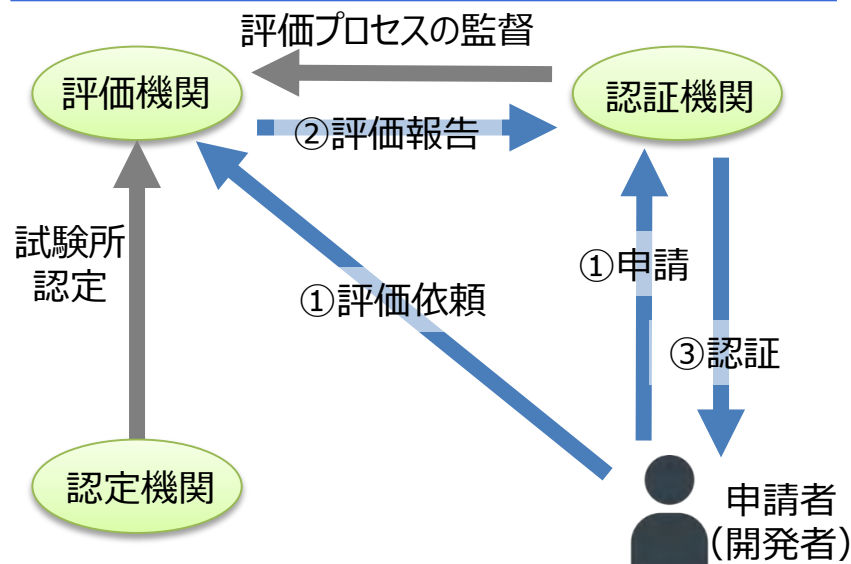 評価プロセスの監督
評価機関
認証機関
②評価報告
試験所
認定
①申請
①評価依頼
③認証
認定機関
申請者
(開発者)